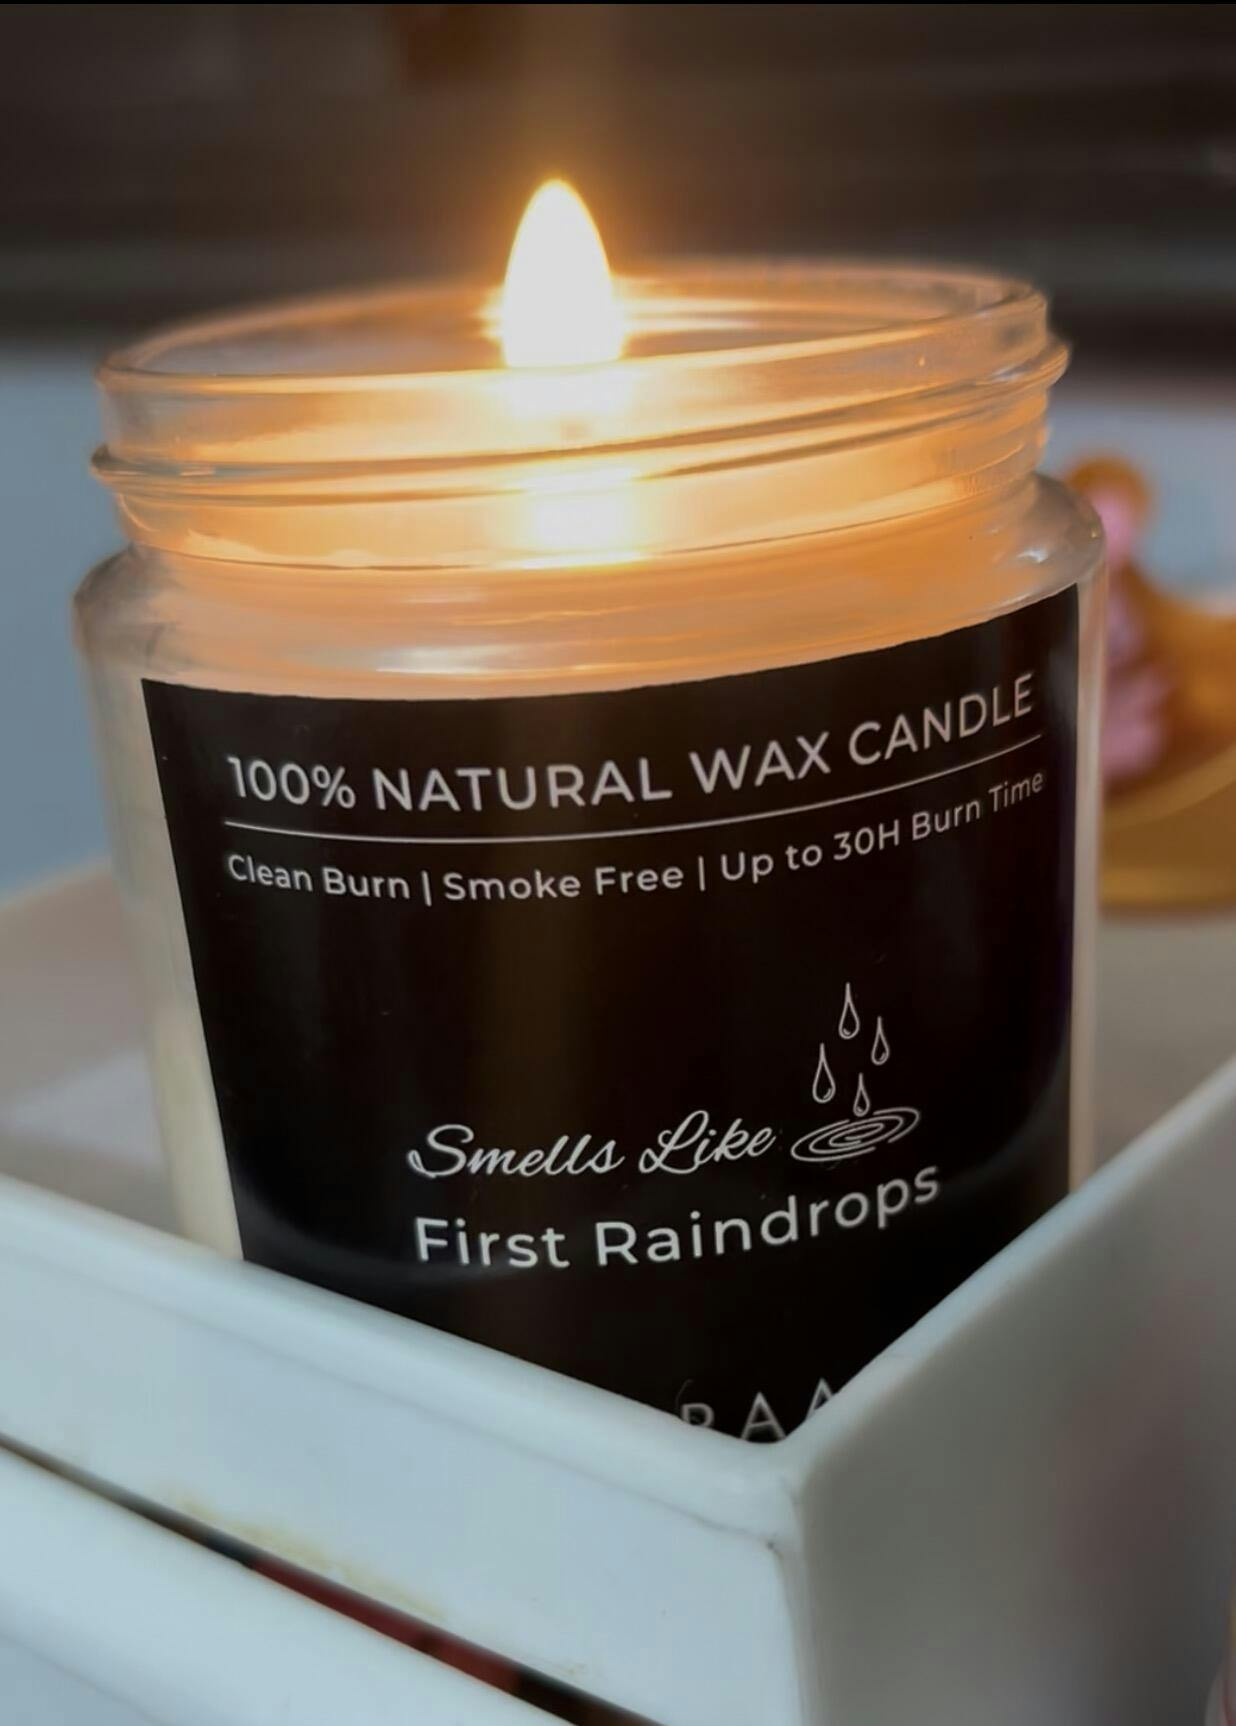 100% NATURAL WAX CANDLE
Clean Burn | Smoke Free | Up to 30H Burn Time
Smells Like
First Raindrops